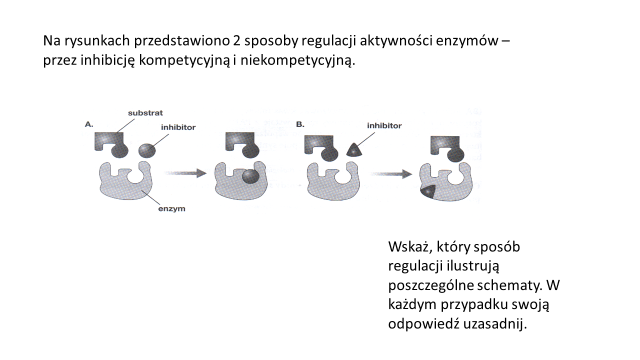 Na rysunkach przedstawiono 2 sposoby regulacji aktywności enzymów –
przez inhibicję kompetycyjną i niekompetycyjną.
A.
substrat
inhibitor
enzym
B.
inhibitor
Wskaż, który sposób
regulacji ilustrują
poszczególne schematy. W
każdym przypadku swoją
odpowiedź uzasadnij.